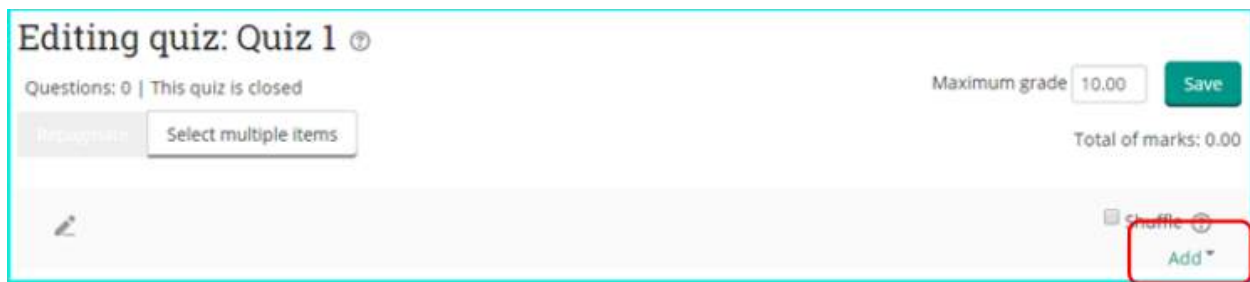 Editing quiz: Quiz 1
Questions: 0 | This quiz is closed
Maximum grade 10.00 Save
Repaginate Select multiple items
Total of marks: 0.00
Shuffle
Add